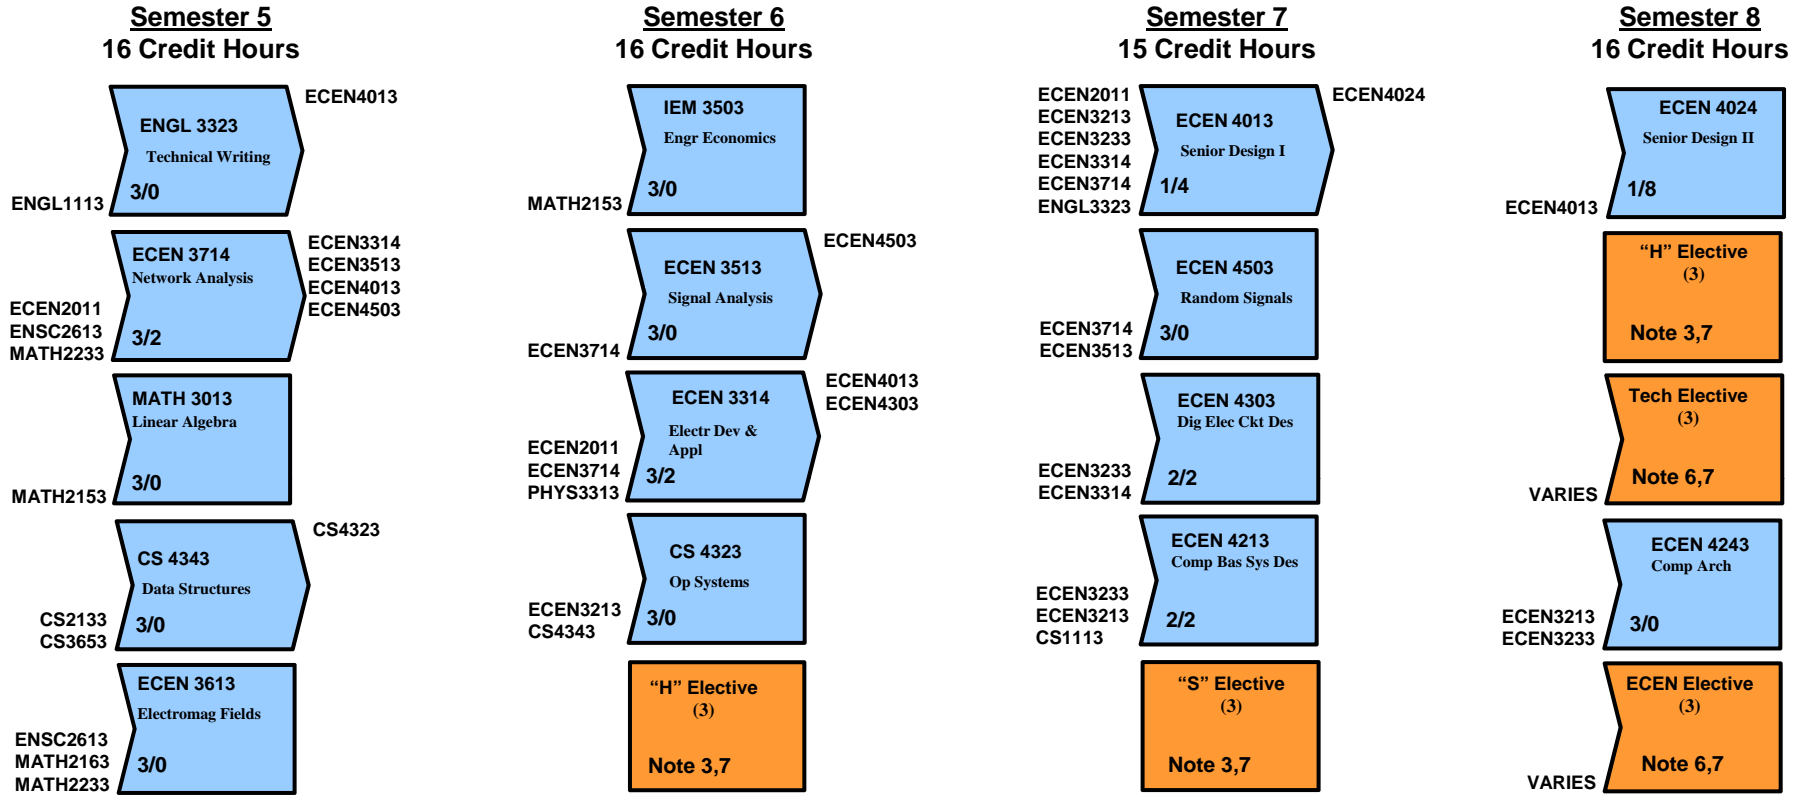 Semester 5
16 Credit Hours
ENGL 3323
Technical Writing
3/0
ENGL1113
ECEN4013
ECEN 3714
Network Analysis
3/2
ECEN2011
ENSC2613
MATH2233
ECEN3314
ECEN3513
ECEN4013
ECEN4503
MATH 3013
Linear Algebra
3/0
MATH2153
CS 4343
Data Structures
3/0
CS2133
CS3653
CS4323
ECEN 3613
Electromag Fields
3/0
ENSC2613
MATH2163
MATH2233
Semester 6
16 Credit Hours
IEM 3503
Engr Economics
3/0
MATH2153
ECEN 3513
Signal Analysis
3/0
ECEN3714
ECEN4503
ECEN 3314
Electr Dev &
Appl
3/2
ECEN2011
ECEN3714
PHYS3313
ECEN4013
ECEN4303
CS 4323
Op Systems
3/0
ECEN3213
CS4343
“H” Elective
(3)
Note 3,7
Semester 7
15 Credit Hours
ECEN2011
ECEN3213
ECEN3233
ECEN3314
ECEN3714
ENGL3323
ECEN 4013
Senior Design I
1/4
ECEN4024
ECEN 4503
Random Signals
3/0
ECEN3714
ECEN3513
ECEN 4303
Dig Elec Ckt Des
2/2
ECEN3233
ECEN3314
ECEN 4213
Comp Bas Sys Des
2/2
ECEN3233
ECEN3213
CS1113
“S” Elective
(3)
Note 3,7
Semester 8
16 Credit Hours
ECEN 4024
Senior Design II
1/8
ECEN4013
“H” Elective
(3)
Note 3,7
Tech Elective
(3)
Note 6,7
VARIES
ECEN 4243
Comp Arch
3/0
ECEN3213
ECEN3233
ECEN Elective
(3)
Note 6,7
VARIES